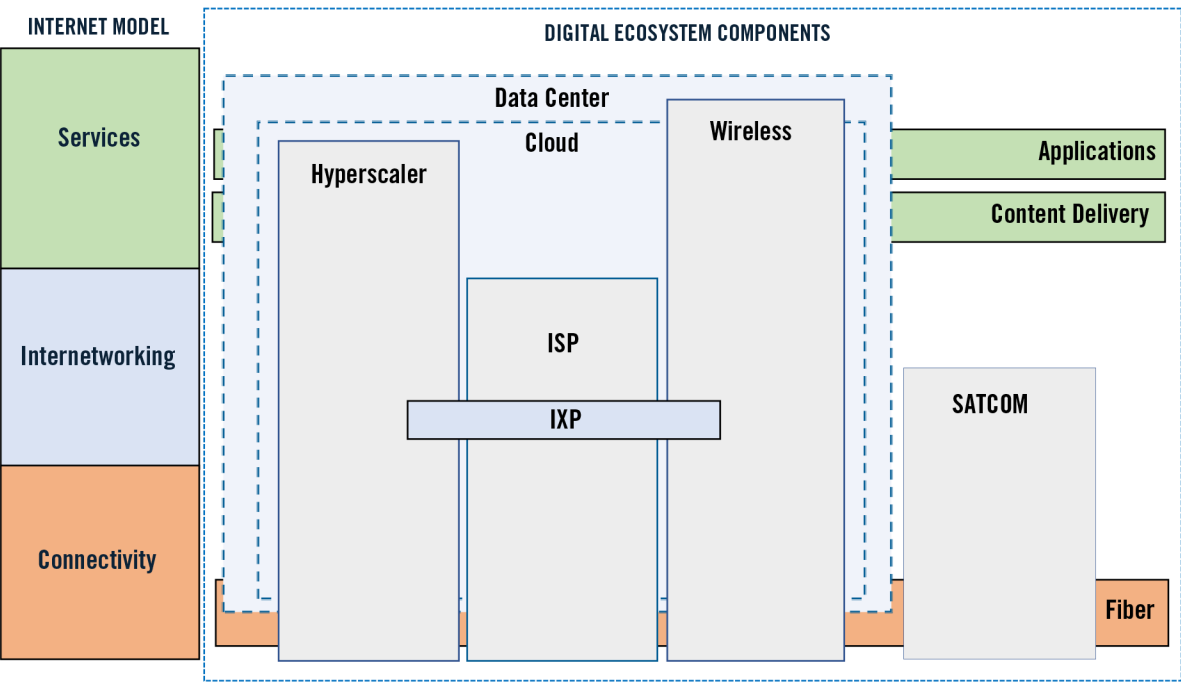 INTERNET MODEL
DIGITAL ECOSYSTEM COMPONENTS
Services
Internetworking
Connectivity
Data Center
Cloud
Wireless
Hyperscaler
Applications
Content Delivery
ISP
IXP
SATCOM
Fiber